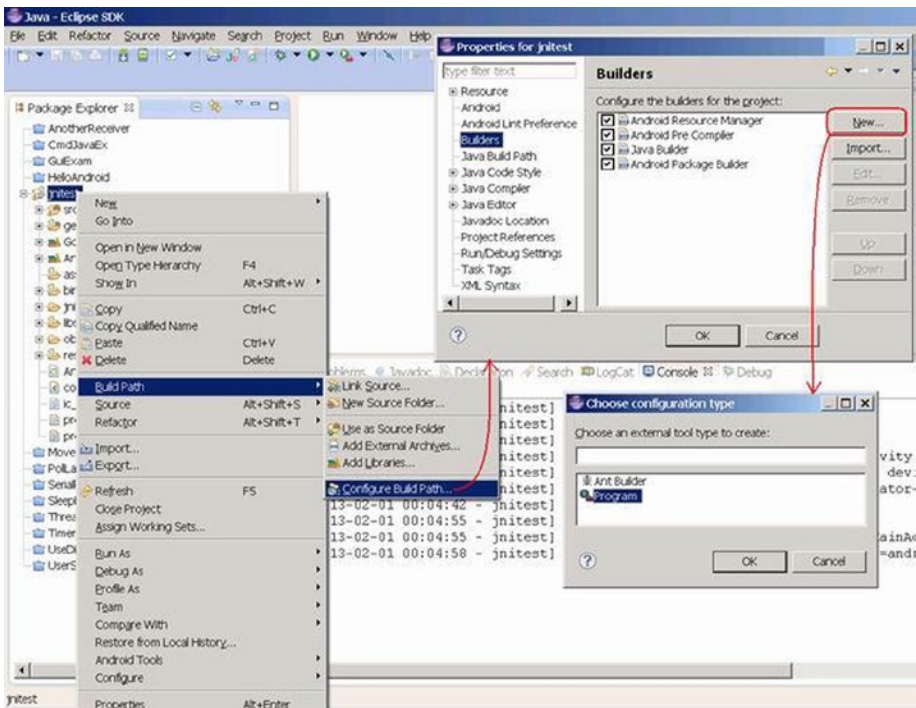 Java - Eclipse SDK
File Edit Refactor Source Navigate Search Project Run Window Help
Package Explorer
AnotherReceiver
CmdJavaEx
GuiExam
HelloAndroid
jnitest
src
New
Go Into
Open in New Window
Open Type Hierarchy F4
Show In Alt+Shift+W
Copy Ctrl+C
Copy Qualified Name
Paste Ctrl+V
Delete Delete
Build Path
Source Alt+Shift+S
Refactor Alt+Shift+T
Import...
Export...
Refresh F5
Close Project
Assign Working Sets...
Run As
Debug As
Profile As
Team
Compare With
Restore from Local History...
Android Tools
Configure
Properties Alt+Enter
Link Source...
New Source Folder...
Use as Source Folder
Add External Archives...
Add Libraries...
Configure Build Path...
Properties for jnitest
type filter text
Resource
Android
Android Lint Preference
Builders
Java Build Path
Java Code Style
Java Compiler
Java Editor
Javadoc Location
Project References
Run/Debug Settings
Task Tags
XML Syntax
Builders
Configure the builders for the project:
Android Resource Manager
Android Pre Compiler
Java Builder
Android Package Builder
New...
Import...
Edit...
Remove
Up
Down
OK Cancel
Javadoc Declaration Search LogCat Console Debug
nitest]
nitest]
nitest]
nitest]
nitest]
nitest]
13-02-01 00:04:42 - jnitest]
13-02-01 00:04:55 - jnitest]
13-02-01 00:04:55 - jnitest]
13-02-01 00:04:58 - jnitest]
Choose configuration type
Choose an external tool type to create:
Ant Builder
Program
OK Cancel
jnitest